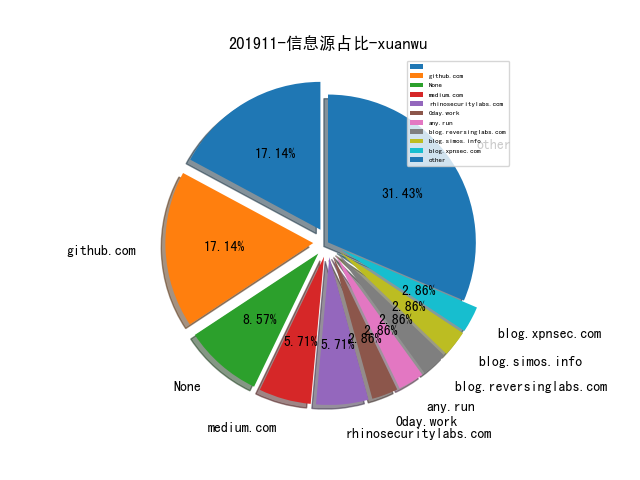 201911-信息源占比-xuanwu
github.com
None
medium.com
rhinosecuritylabs.com
0day.work
any.run
blog.reversinglabs.com
blog.simos.info
blog.xpnsec.com
other
other
17.14%
31.43%
17.14%
github.com
2.86%
2.86%
8.57%
2.86%
2.86%
blog.xpnsec.com
5.71%
5.71%
2.86%
blog.simos.info
None
blog.reversinglabs.com
any.run
0day.work
medium.com
rhinosecuritylabs.com